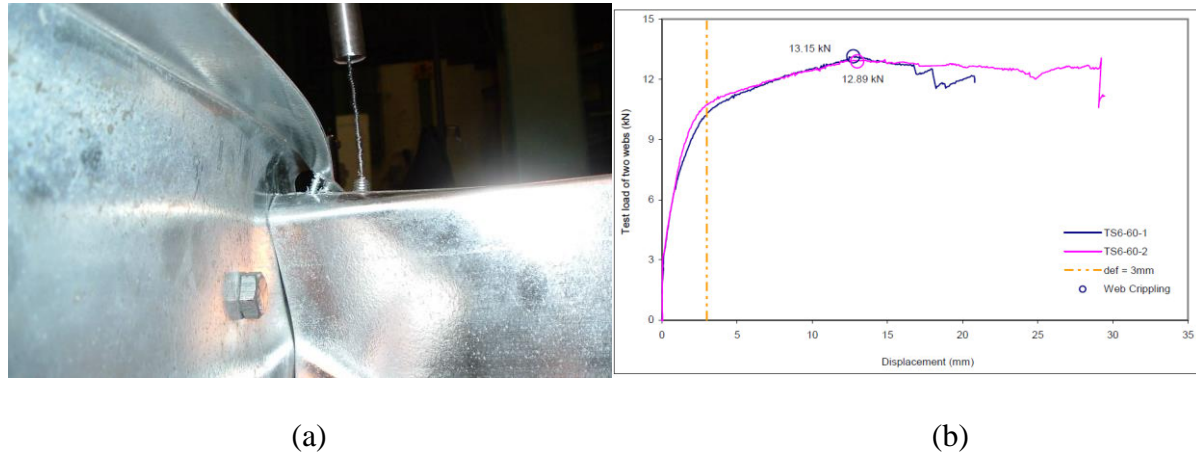 15
13.15 kN
12
12.89 kN
9
6
3
0
Test load of two webs (kN)
TS6-60-1
TS6-60-2
def = 3mm
Web Crippling
0 5 10 15 20 25 30 35
Displacement (mm)
(a) (b)